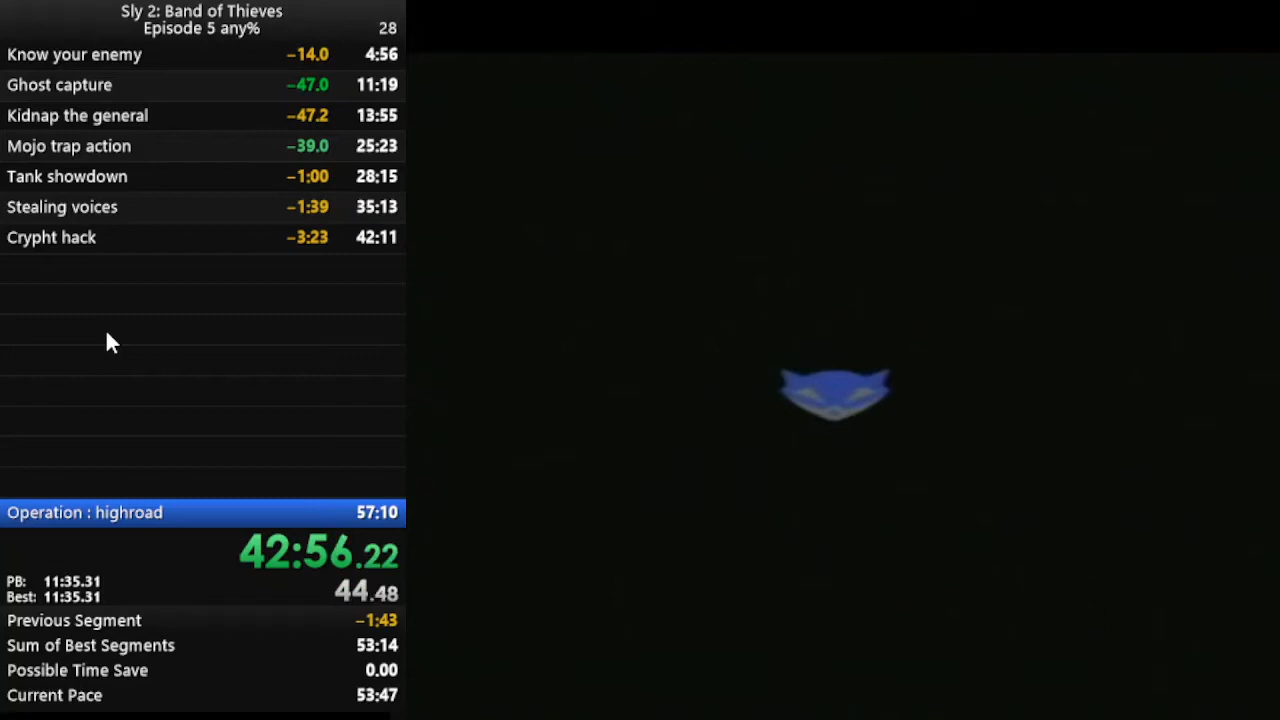 Sly 2: Band of Thieves
Episode 5 any% 28
Know your enemy −14.0 4:56
Ghost capture −47.0 11:19
Kidnap the general −47.2 13:55
Mojo trap action −39.0 25:23
Tank showdown −1:00 28:15
Stealing voices −1:39 35:13
Crypht hack −3:23 42:11
Operation : highroad 57:10
42:56.22
PB: 11:35.31
Best: 11:35.31
44.48
Previous Segment −1:43
Sum of Best Segments 53:14
Possible Time Save 0.00
Current Pace 53:47